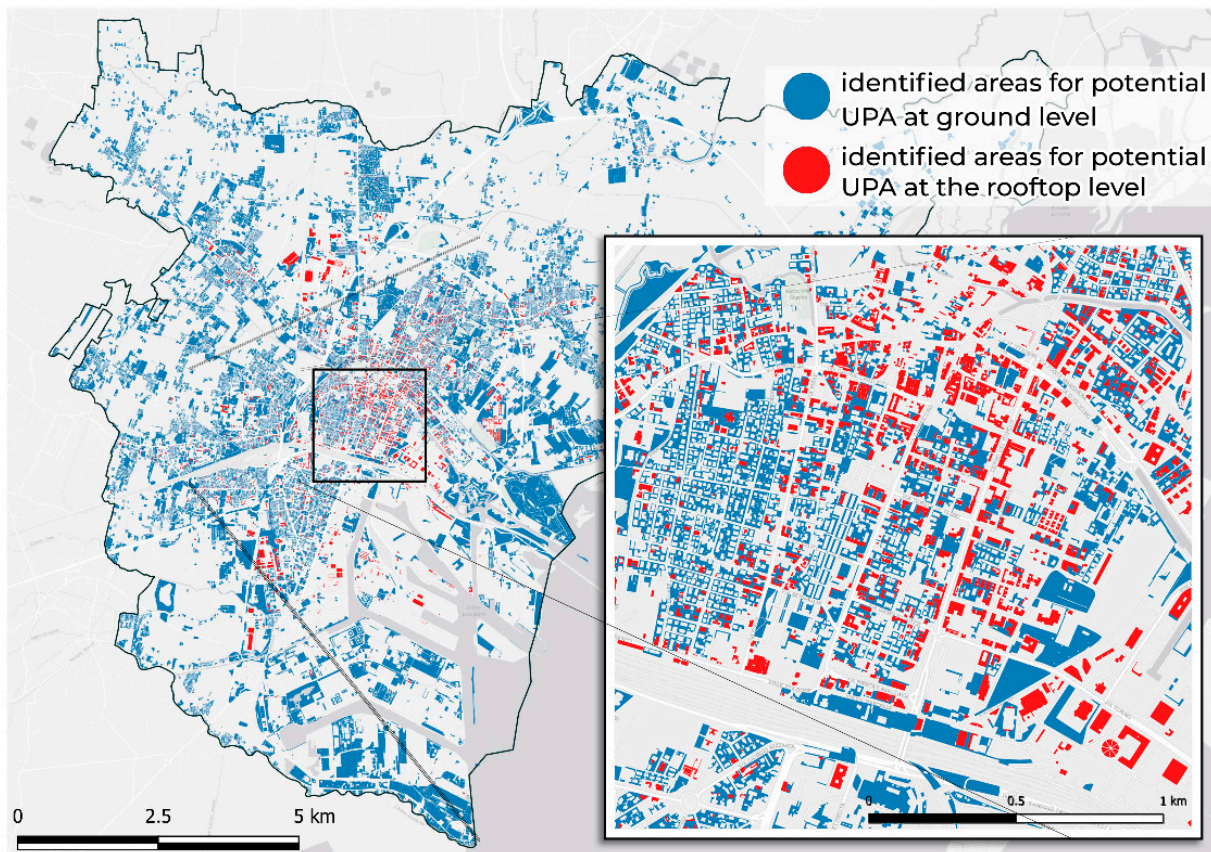 identified areas for potential
UPA at ground level
identified areas for potential
UPA at the rooftop level
0 2.5 5 km
0 0.5 1 km